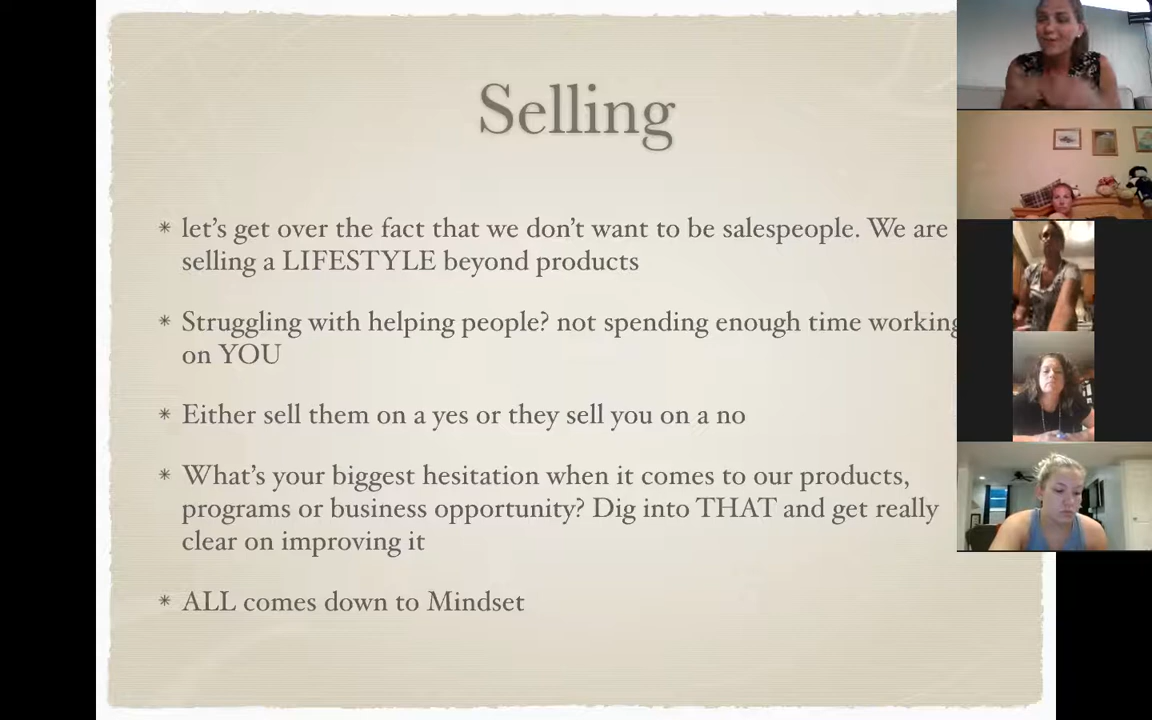 Selling
* let's get over the fact that we don't want to be salespeople. We are
selling a LIFESTYLE beyond products
* Struggling with helping people? not spending enough time working
on YOU
* Either sell them on a yes or they sell you on a no
* What's your biggest hesitation when it comes to our products,
programs or business opportunity? Dig into THAT and get really
clear on improving it
* ALL comes down to Mindset